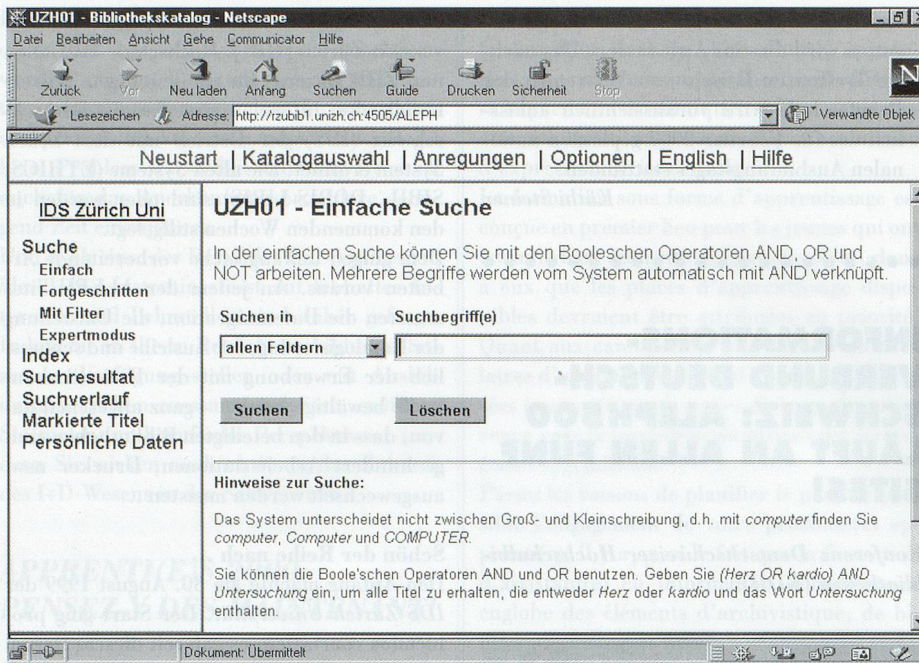 UZH01 - Bibliothekskatalog - Netscape
Datei Bearbeiten Ansicht Gehe Communicator Hilfe
Zurück Vor Neu laden Anfang Suchen Guide Drucken Sicherheit Stop
Lesezeichen Adresse: http://rzubib1.unizh.ch:4505/ALEPH Verwandte Objek
Neustart | Katalogauswahl | Anregungen | Optionen | English | Hilfe
IDS Zürich Uni
Suche
Einfach
Fortgeschritten
Mit Filter
Expertmodus
Index
Suchresultat
Suchverlauf
Markierte Titel
Persönliche Daten
UZH01 - Einfache Suche
In der einfachen Suche können Sie mit den Booleschen Operatoren AND, OR und
NOT arbeiten. Mehrere Begriffe werden vom System automatisch mit AND verknüpft.
Suchen in Suchbegriff(e)
allen Feldern
Suchen Löschen
Hinweise zur Suche:
Das System unterscheidet nicht zwischen Groß- und Kleinschreibung, d.h. mit computer finden Sie
computer, Computer und COMPUTER.
Sie können die Boole'schen Operatoren AND und OR benutzen. Geben Sie (Herz OR kardio) AND
Untersuchung ein, um alle Titel zu erhalten, die entweder Herz oder kardio und das Wort Untersuchung
enthalten.
Dokument: Übermittelt